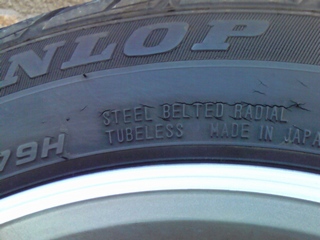 NLOP
STEEL BELTED RADIAL
79H TUBELESS MADE IN JAPA